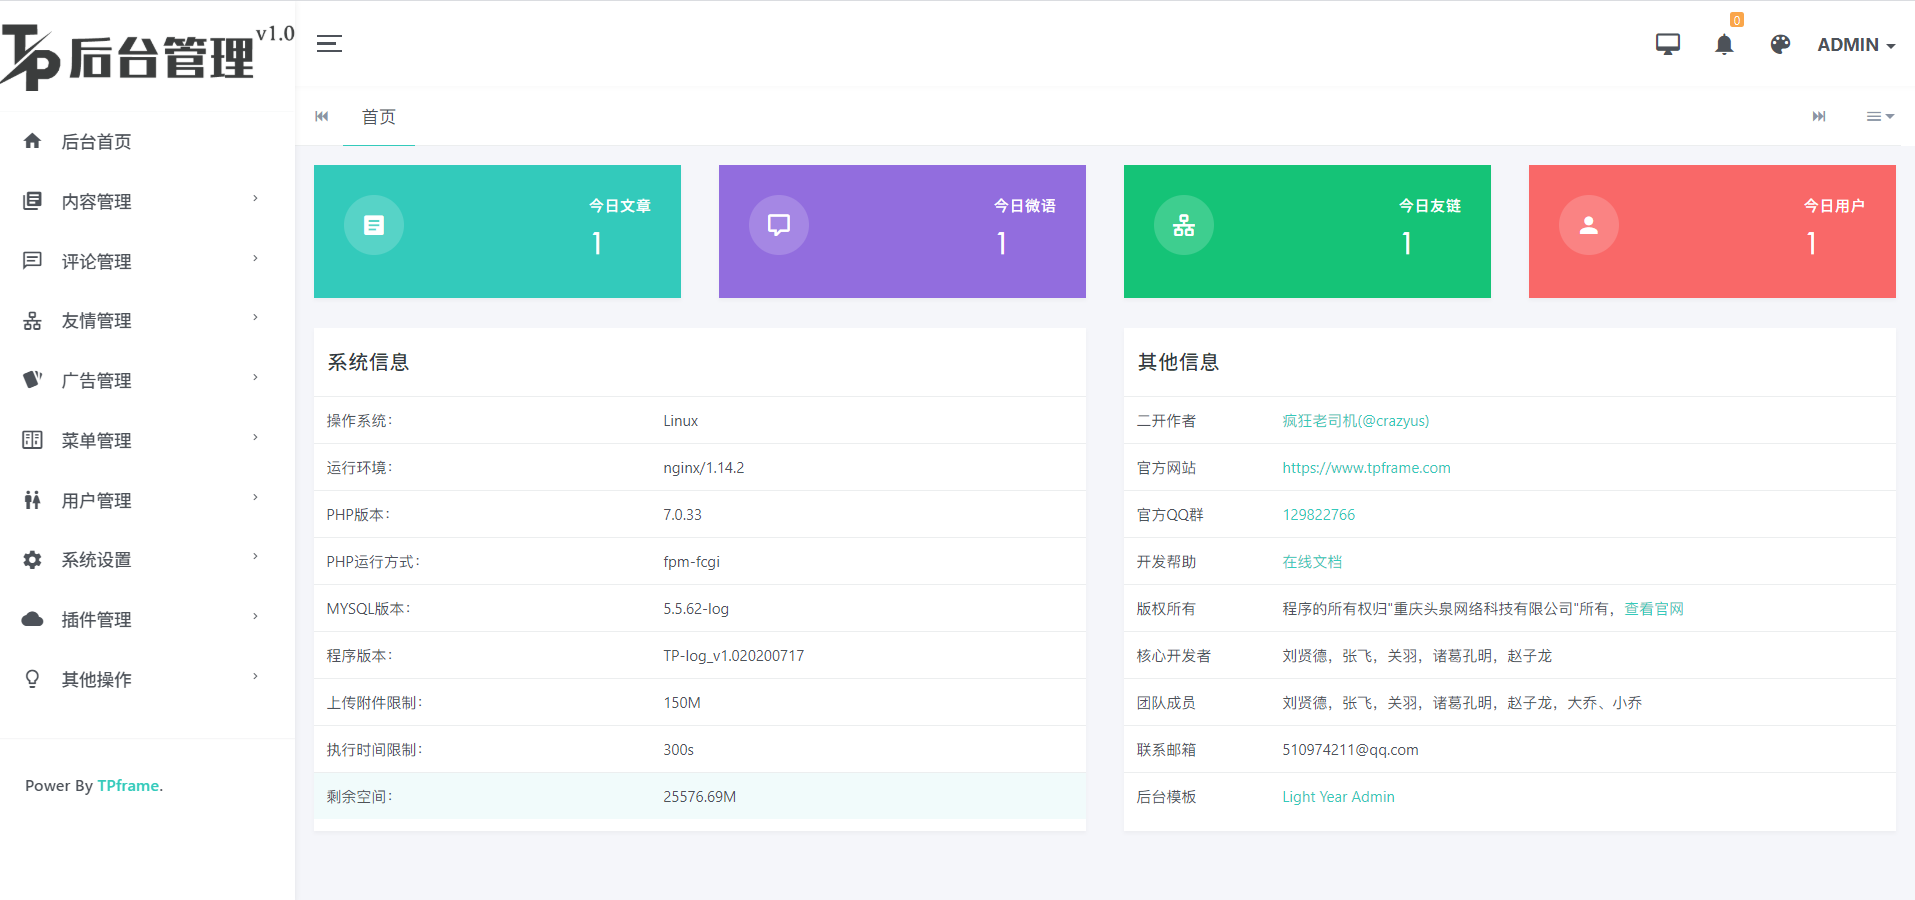 TP后台管理v1.0
0
ADMIN
首页
后台首页
内容管理
评论管理
友情管理
广告管理
菜单管理
用户管理
系统设置
插件管理
其他操作
Power By TPframe.
今日文章
1
今日微语
1
今日友链
1
今日用户
1
系统信息
操作系统： Linux
运行环境： nginx/1.14.2
PHP版本： 7.0.33
PHP运行方式： fpm-fcgi
MYSQL版本： 5.5.62-log
程序版本： TP-log_v1.020200717
上传附件限制： 150M
执行时间限制： 300s
剩余空间： 25576.69M
其他信息
二开作者 疯狂老司机(@crazyus)
官方网站 https://www.tpframe.com
官方QQ群 129822766
开发帮助 在线文档
版权所有 程序的所有权归"重庆头泉网络科技有限公司"所有，查看官网
核心开发者 刘贤德，张飞，关羽，诸葛孔明，赵子龙
团队成员 刘贤德，张飞，关羽，诸葛孔明，赵子龙，大乔、小乔
联系邮箱 510974211@qq.com
后台模板 Light Year Admin